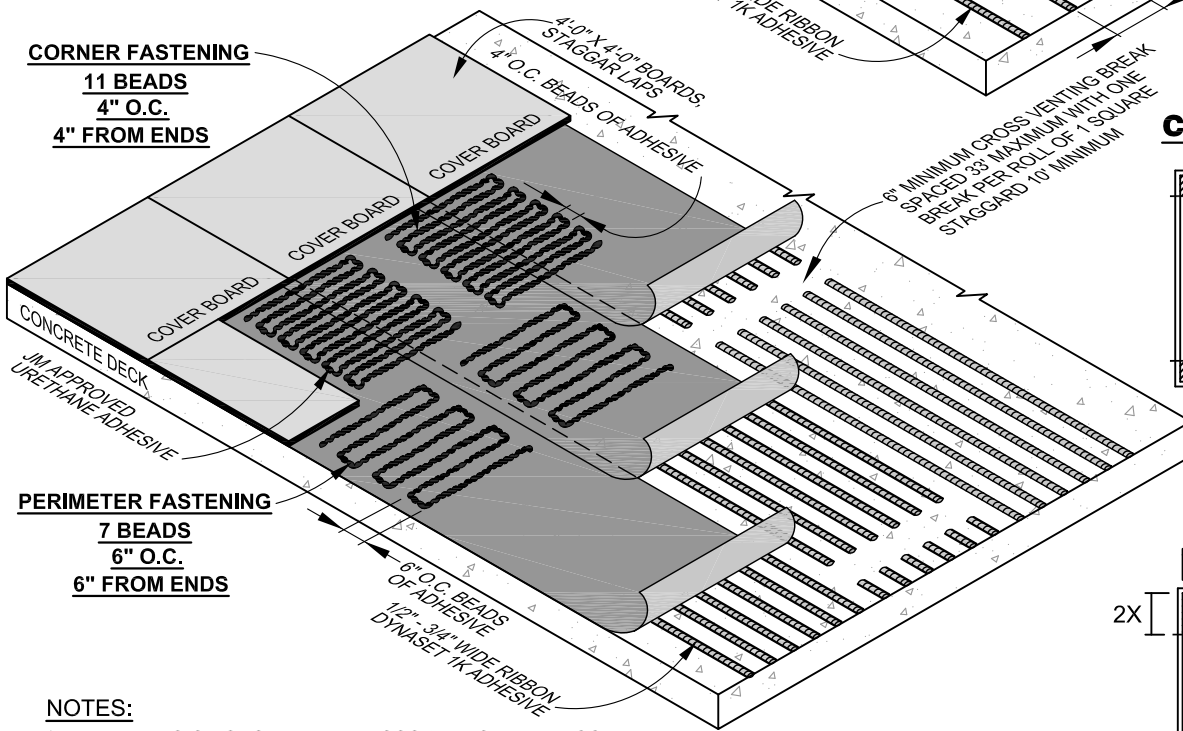 WIDE RIBBON
1K ADHESIVE
CORNER FASTENING
11 BEADS
4" O.C.
4" FROM ENDS
4'-0" X 4'-0" BOARDS,
STAGGAR LAPS
4" O.C. BEADS OF ADHESIVE
6" MINIMUM CROSS VENTING BREAK
SPACED 33' MAXIMUM WITH ONE
BREAK PER ROLL OF 1 SQUARE
STAGGARD 10' MINIMUM
C
COVER BOARD
COVER BOARD
COVER BOARD
CONCRETE DECK
JM APPROVED
URETHANE ADHESIVE
PERIMETER FASTENING
7 BEADS
6" O.C.
6" FROM ENDS
6" O.C. BEADS
OF ADHESIVE
1/2" - 3/4" WIDE RIBBON
DYNASET 1K ADHESIVE
2X
NOTES: